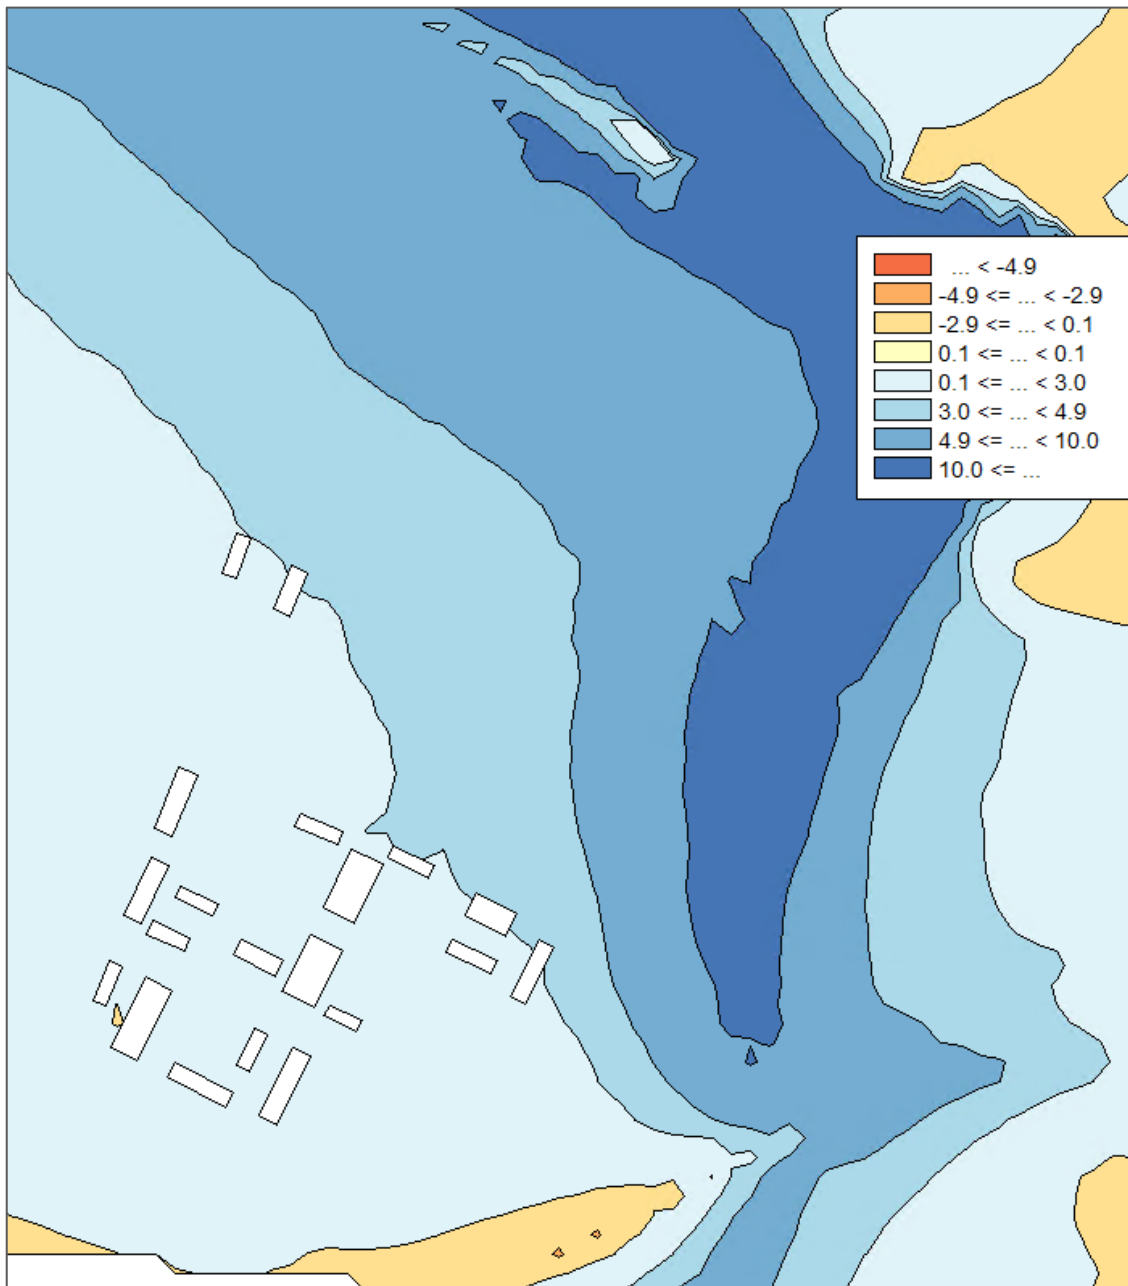 ... < -4.9
-4.9 <= ... < -2.9
-2.9 <= ... < 0.1
0.1 <= ... < 0.1
0.1 <= ... < 3.0
3.0 <= ... < 4.9
4.9 <= ... < 10.0
10.0 <= ...